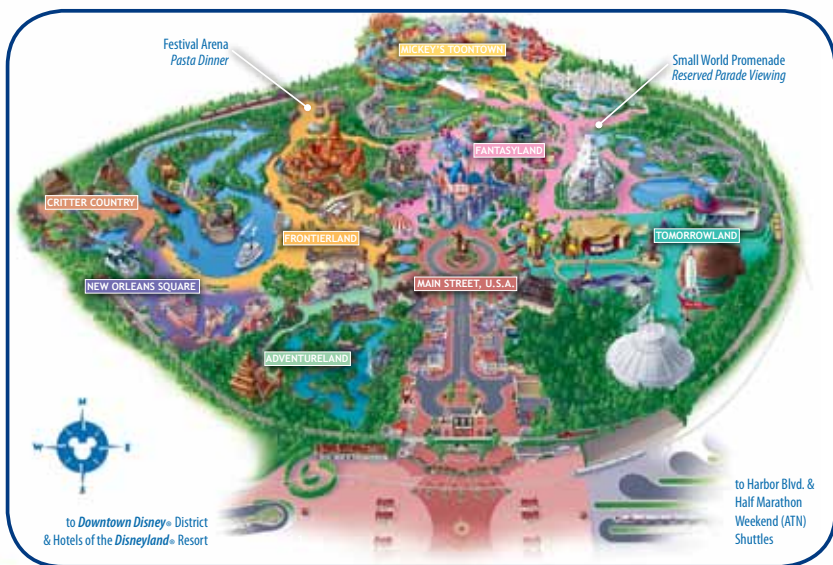 MICKEY'S TOONTOWN
Festival Arena
Pasta Dinner
Small World Promenade
Reserved Parade Viewing
FANTASYLAND
CRITTER COUNTRY
FRONTIERLAND
TOMORROWLAND
NEW ORLEANS SQUARE
MAIN STREET, U.S.A.
ADVENTURELAND
N
W
E
S
to Downtown Disney® District
& Hotels of the Disneyland® Resort
to Harbor Blvd. &
Half Marathon
Weekend (ATN)
Shuttles